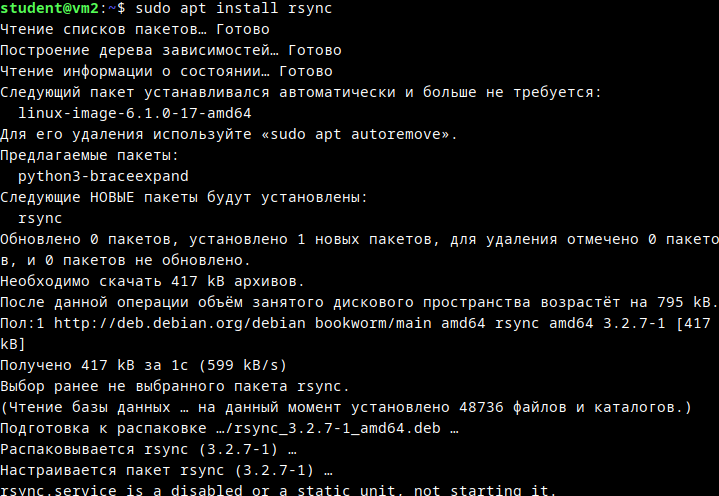 student@vm2:~$ sudo apt install rsync
Чтение списков пакетов… Готово
Построение дерева зависимостей… Готово
Чтение информации о состоянии… Готово
Следующий пакет устанавливался автоматически и больше не требуется:
  linux-image-6.1.0-17-amd64
Для его удаления используйте «sudo apt autoremove».
Предлагаемые пакеты:
  python3-braceexpand
Следующие НОВЫЕ пакеты будут установлены:
  rsync
Обновлено 0 пакетов, установлено 1 новых пакетов, для удаления отмечено 0 пакето
в, и 0 пакетов не обновлено.
Необходимо скачать 417 kB архивов.
После данной операции объём занятого дискового пространства возрастёт на 795 kB.
Пол:1 http://deb.debian.org/debian bookworm/main amd64 rsync amd64 3.2.7-1 [417
kB]
Получено 417 kB за 1с (599 kB/s)
Выбор ранее не выбранного пакета rsync.
(Чтение базы данных … на данный момент установлено 48736 файлов и каталогов.)
Подготовка к распаковке …/rsync_3.2.7-1_amd64.deb …
Распаковывается rsync (3.2.7-1) …
Настраивается пакет rsync (3.2.7-1) …
rsync.service is a disabled or a static unit, not starting it.